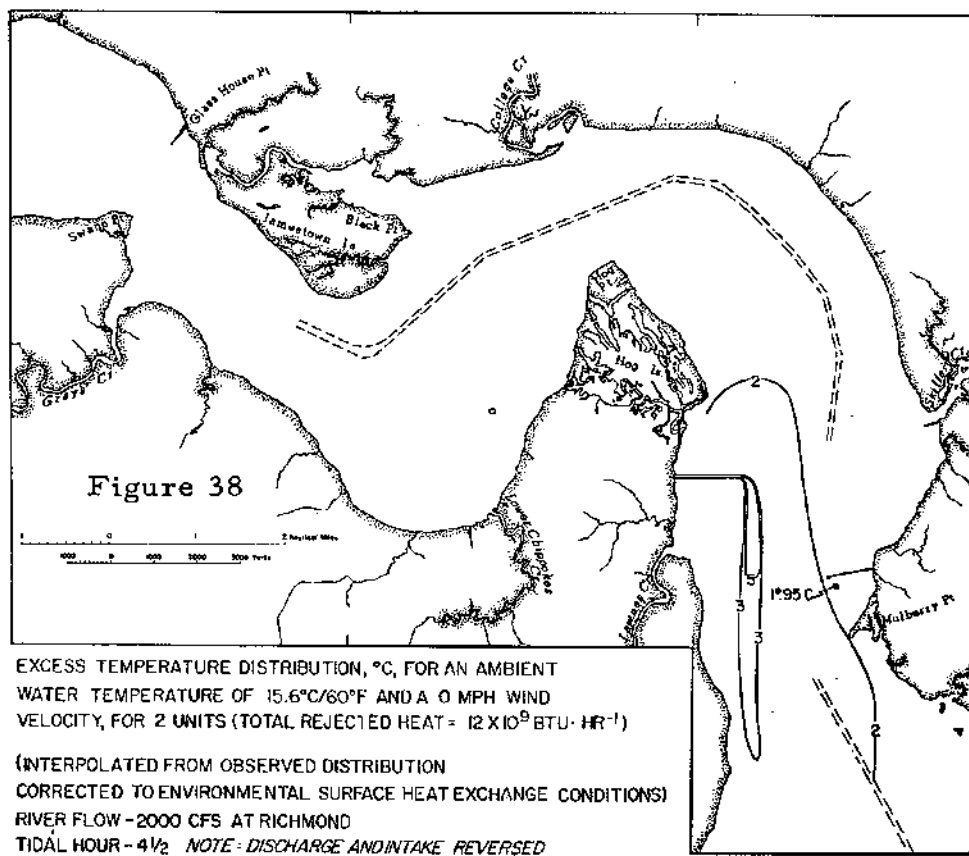 Glass House Pt
College Cr
Swann Pt
Black Pt
Jamestown Is
Hog
Hog Is.
Grays Cr
2
Figure 38
1°95 C
5
3
3
Mulberry Pt
2
EXCESS TEMPERATURE DISTRIBUTION, °C, FOR AN AMBIENT
WATER TEMPERATURE OF 15.6°C/60°F AND A 0 MPH WIND
VELOCITY, FOR 2 UNITS (TOTAL REJECTED HEAT = 12 X 10⁹ BTU· HR⁻¹)
(INTERPOLATED FROM OBSERVED DISTRIBUTION
CORRECTED TO ENVIRONMENTAL SURFACE HEAT EXCHANGE CONDITIONS)
RIVER FLOW – 2000 CFS AT RICHMOND
TIDAL HOUR – 4 1/2 NOTE: DISCHARGE AND INTAKE REVERSED